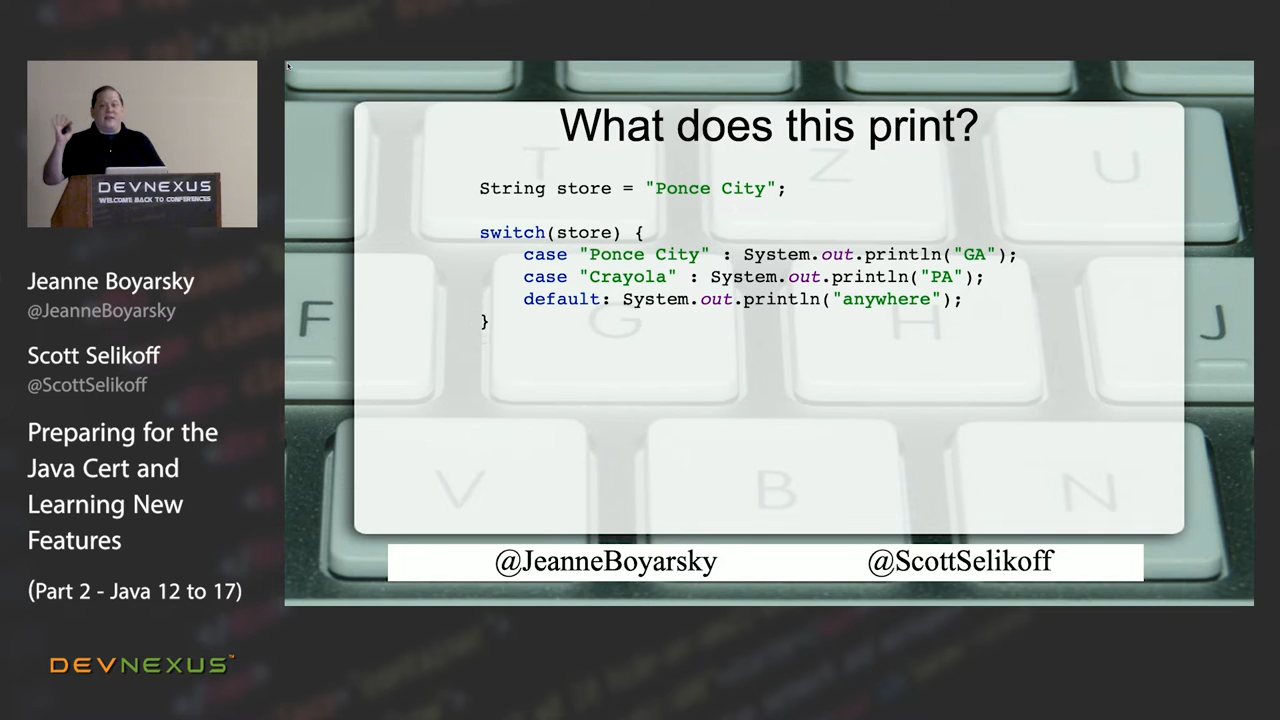 DEVNEXUS
WELCOME BACK TO CONFERENCES
Jeanne Boyarsky
@JeanneBoyarsky
Scott Selikoff
@ScottSelikoff
Preparing for the
Java Cert and
Learning New
Features
(Part 2 - Java 12 to 17)
DEVNEXUS™
What does this print?
String store = "Ponce City";
switch(store) {
case "Ponce City" : System.out.println("GA");
case "Crayola" : System.out.println("PA");
default: System.out.println("anywhere");
}
T Z U
F G H J
V B N
@JeanneBoyarsky @ScottSelikoff